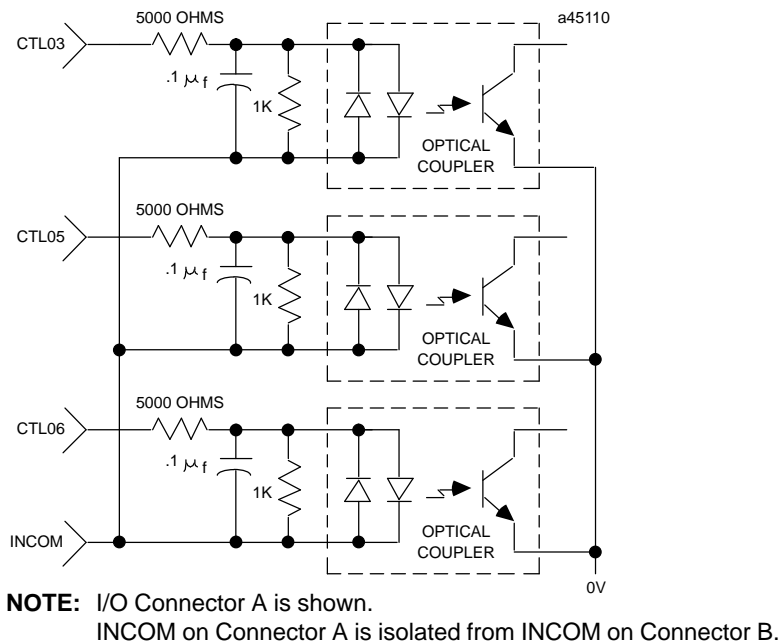 5000 OHMS
a45110
CTL03
.1 μf
1K
OPTICAL
COUPLER
5000 OHMS
CTL05
.1 μf
1K
OPTICAL
COUPLER
5000 OHMS
CTL06
.1 μf
1K
OPTICAL
COUPLER
INCOM
0V
NOTE: I/O Connector A is shown.
INCOM on Connector A is isolated from INCOM on Connector B.